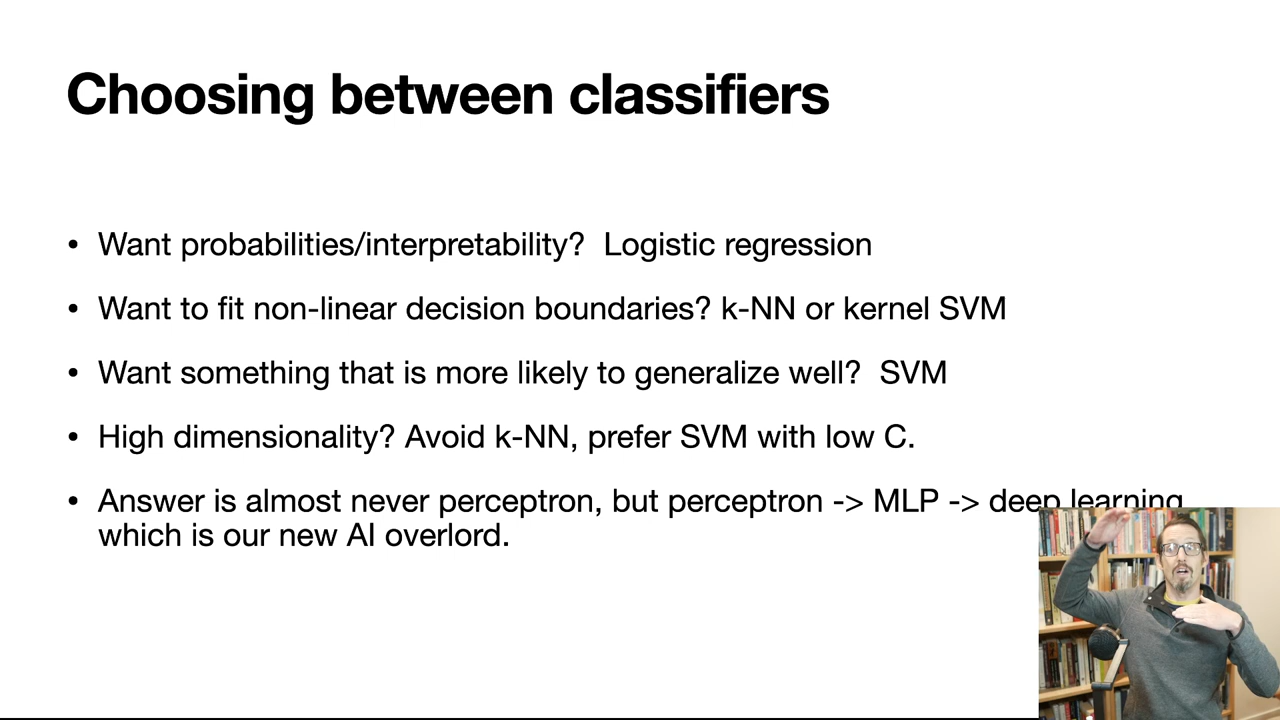 Choosing between classifiers
• Want probabilities/interpretability? Logistic regression
• Want to fit non-linear decision boundaries? k-NN or kernel SVM
• Want something that is more likely to generalize well? SVM
• High dimensionality? Avoid k-NN, prefer SVM with low C.
• Answer is almost never perceptron, but perceptron -> MLP -> deep learning
which is our new AI overlord.